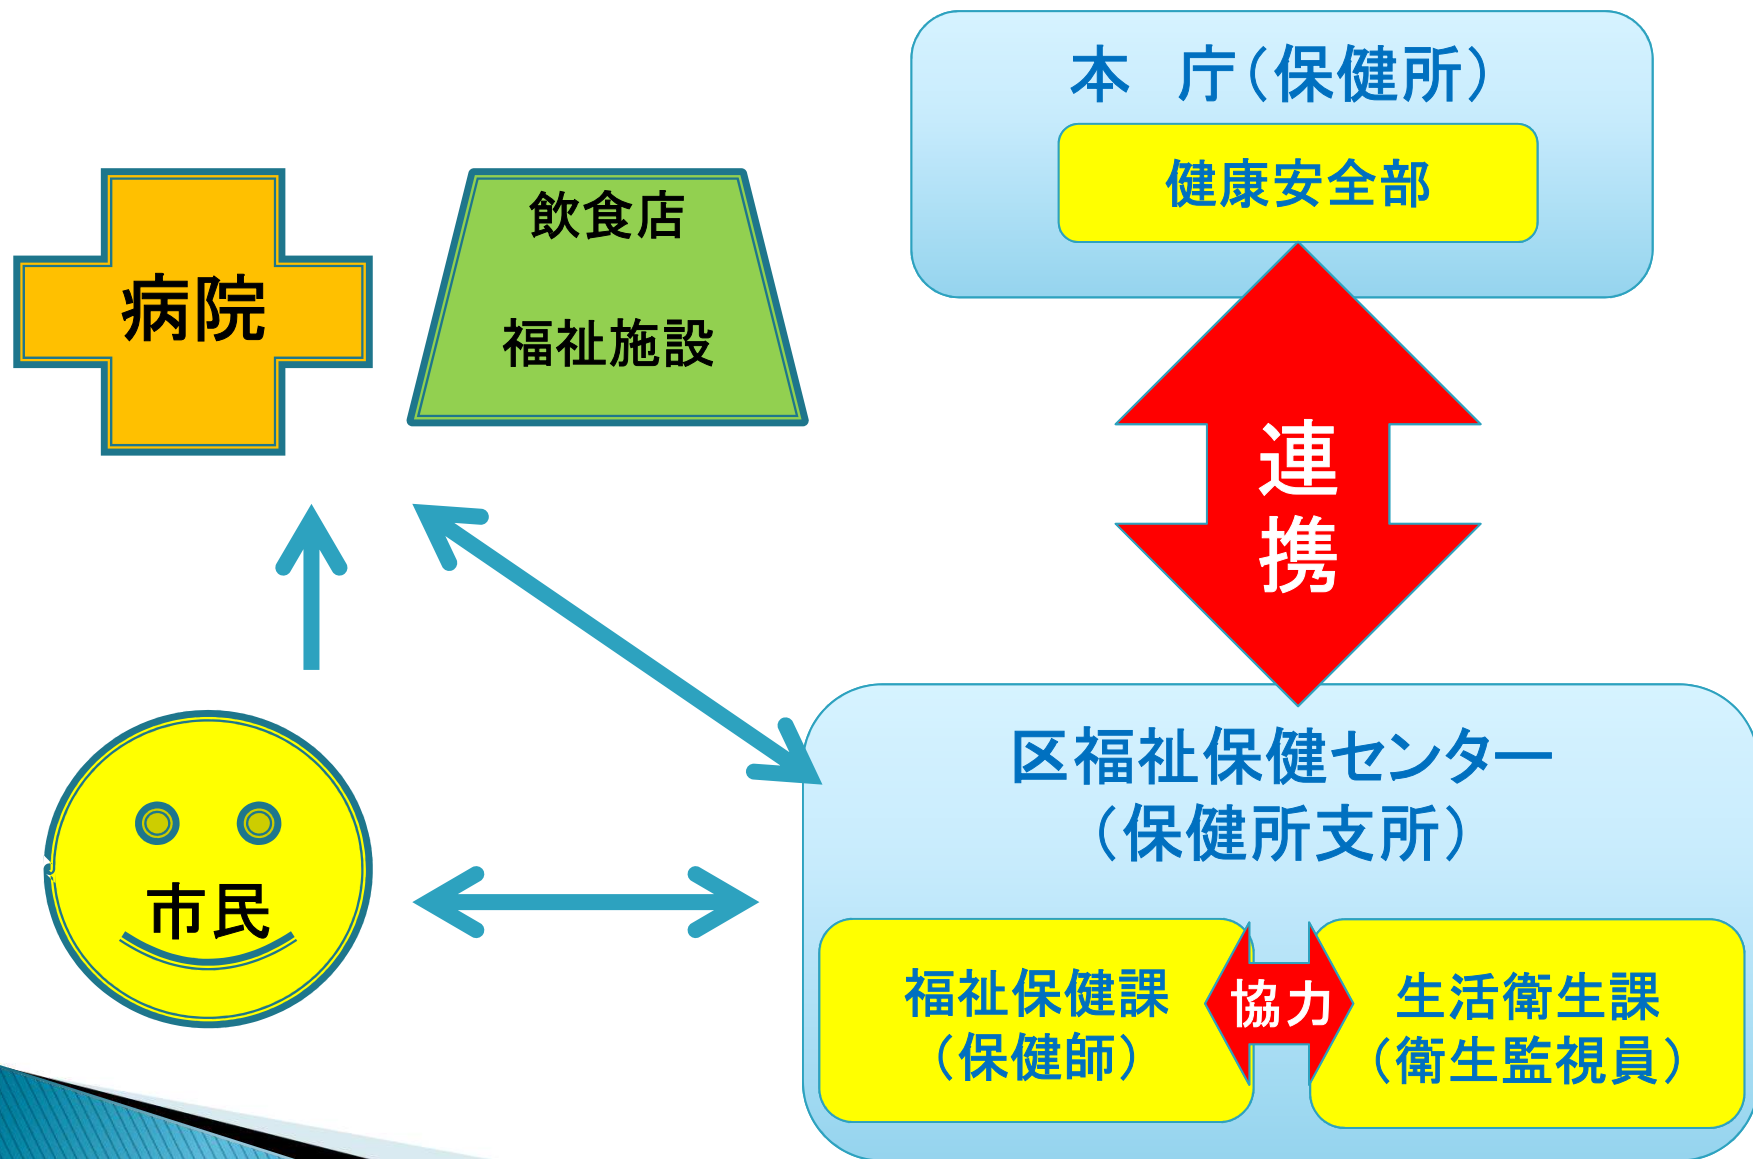 本　庁（保健所）
健康安全部
病院
飲食店
福祉施設
連
携
市民
区福祉保健センター
（保健所支所）
福祉保健課
（保健師）
協力
生活衛生課
（衛生監視員）